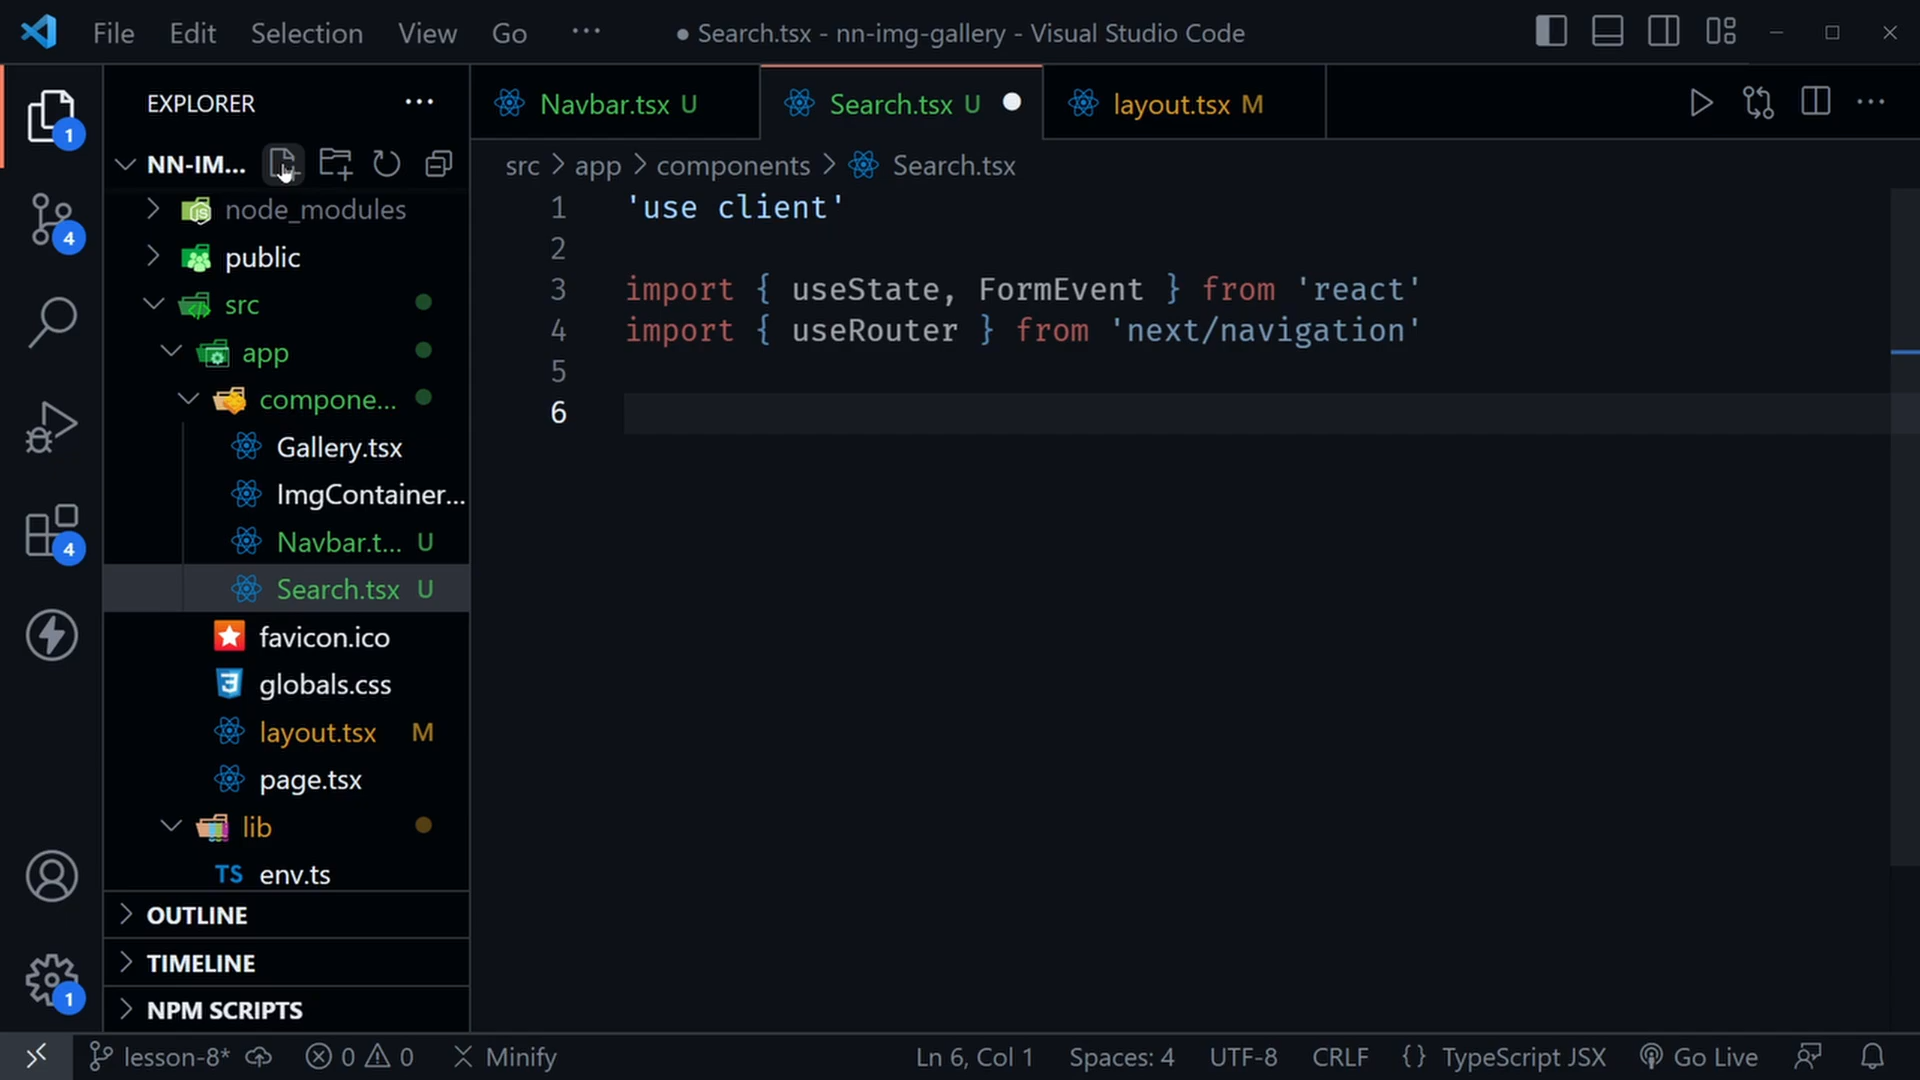 File Edit Selection View Go ··· ● Search.tsx - nn-img-gallery - Visual Studio Code
EXPLORER ···
NN-IM...
node_modules
public
src
app
compone...
Gallery.tsx
ImgContainer...
Navbar.t... U
Search.tsx U
favicon.ico
globals.css
layout.tsx M
page.tsx
lib
TS env.ts
OUTLINE
TIMELINE
NPM SCRIPTS
1
4
4
1
Navbar.tsx U Search.tsx U layout.tsx M
src > app > components > Search.tsx
1 'use client'
2
3 import { useState, FormEvent } from 'react'
4 import { useRouter } from 'next/navigation'
5
6
lesson-8* 0 0 Minify Ln 6, Col 1 Spaces: 4 UTF-8 CRLF {} TypeScript JSX Go Live